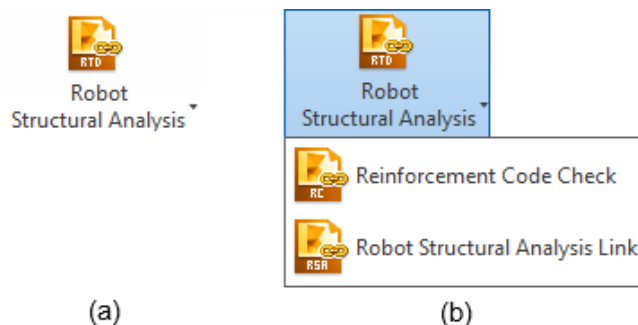 RTD
Robot
Structural Analysis
(a)
RTD
Robot
Structural Analysis
RC
Reinforcement Code Check
RSA
Robot Structural Analysis Link
(b)